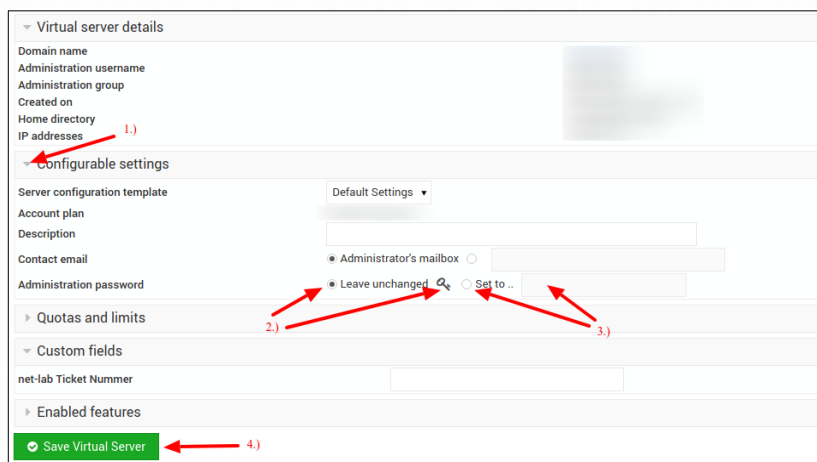 Virtual server details
Domain name
Administration username
Administration group
Created on
Home directory
IP addresses
1.)
Configurable settings
Server configuration template Default Settings
Account plan
Description
Contact email Administrator's mailbox
Administration password Leave unchanged Set to ..
Quotas and limits
2.) 3.)
Custom fields
net-lab Ticket Nummer
Enabled features
Save Virtual Server 4.)